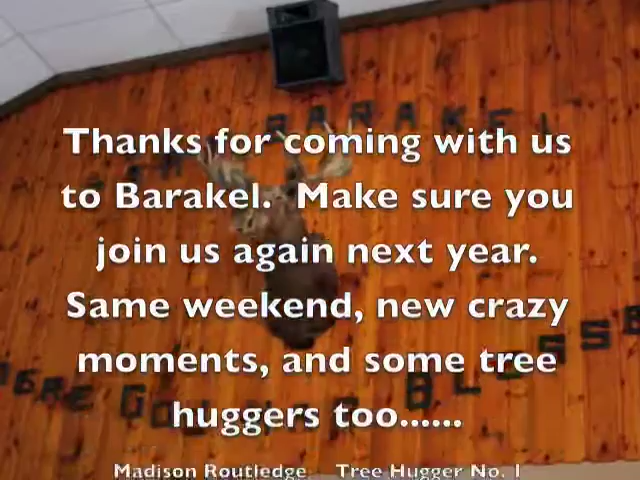 BARAKEL
Thanks for coming with us
to Barakel. Make sure you
join us again next year.
Same weekend, new crazy
moments, and some tree
huggers too......
Madison Routledge Tree Hugger No. 1